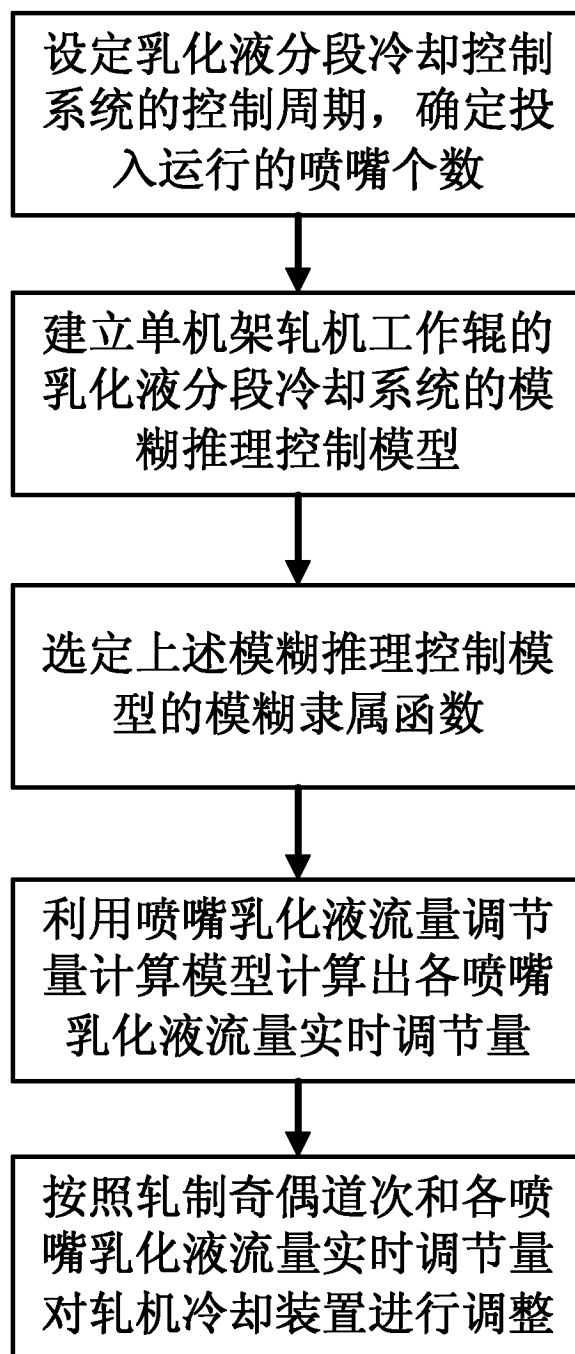 设定乳化液分段冷却控制
系统的控制周期，确定投
入运行的喷嘴个数
建立单机架轧机工作辊的
乳化液分段冷却系统的模
糊推理控制模型
选定上述模糊推理控制模
型的模糊隶属函数
利用喷嘴乳化液流量调节
量计算模型计算出各喷嘴
乳化液流量实时调节量
按照轧制奇偶道次和各喷
嘴乳化液流量实时调节量
对轧机冷却装置进行调整